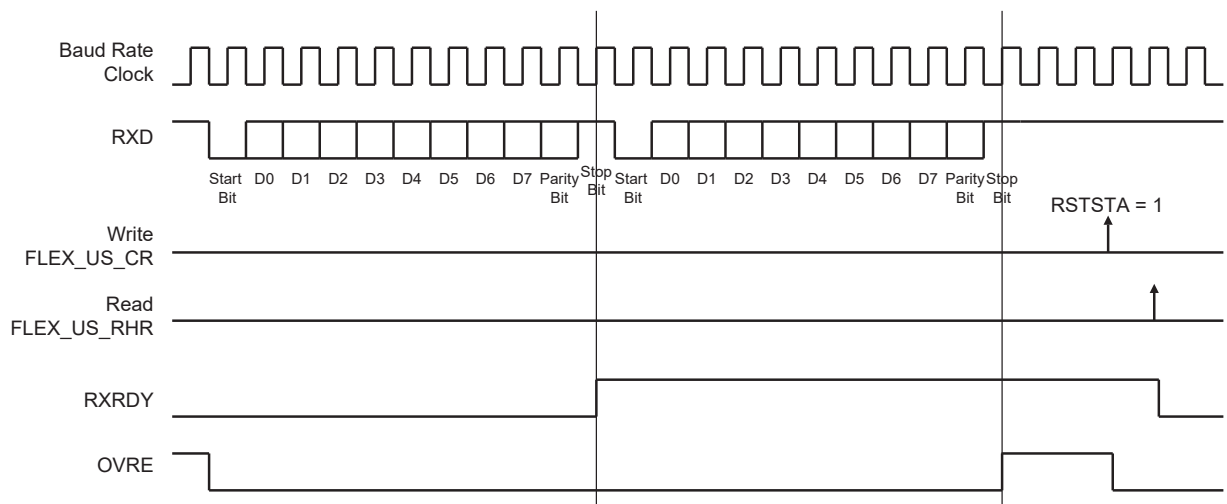 Baud Rate
Clock
RXD
Start
Bit
D0
D1
D2
D3
D4
D5
D6
D7
Parity
Bit
Stop
Bit
Start
Bit
D0
D1
D2
D3
D4
D5
D6
D7
Parity
Bit
Stop
Bit
RSTSTA = 1
Write
FLEX_US_CR
Read
FLEX_US_RHR
RXRDY
OVRE